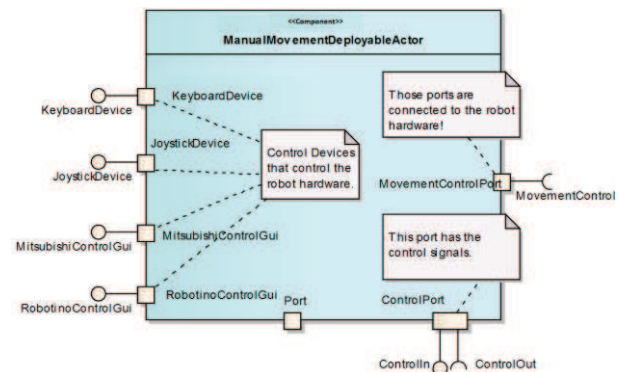 <<Component>>
ManualMovementDeployableActor
KeyboardDevice
KeyboardDevice
JoystickDevice
JoystickDevice
MitsubishiControlGui
MitsubishiControlGui
RobotinoControlGui
RobotinoControlGui
Control Devices
that control the
robot hardware.
Those ports are
connected to the robot
hardware!
MovementControlPort
MovementControl
This port has the
control signals.
Port
ControlPort
ControlIn
ControlOut